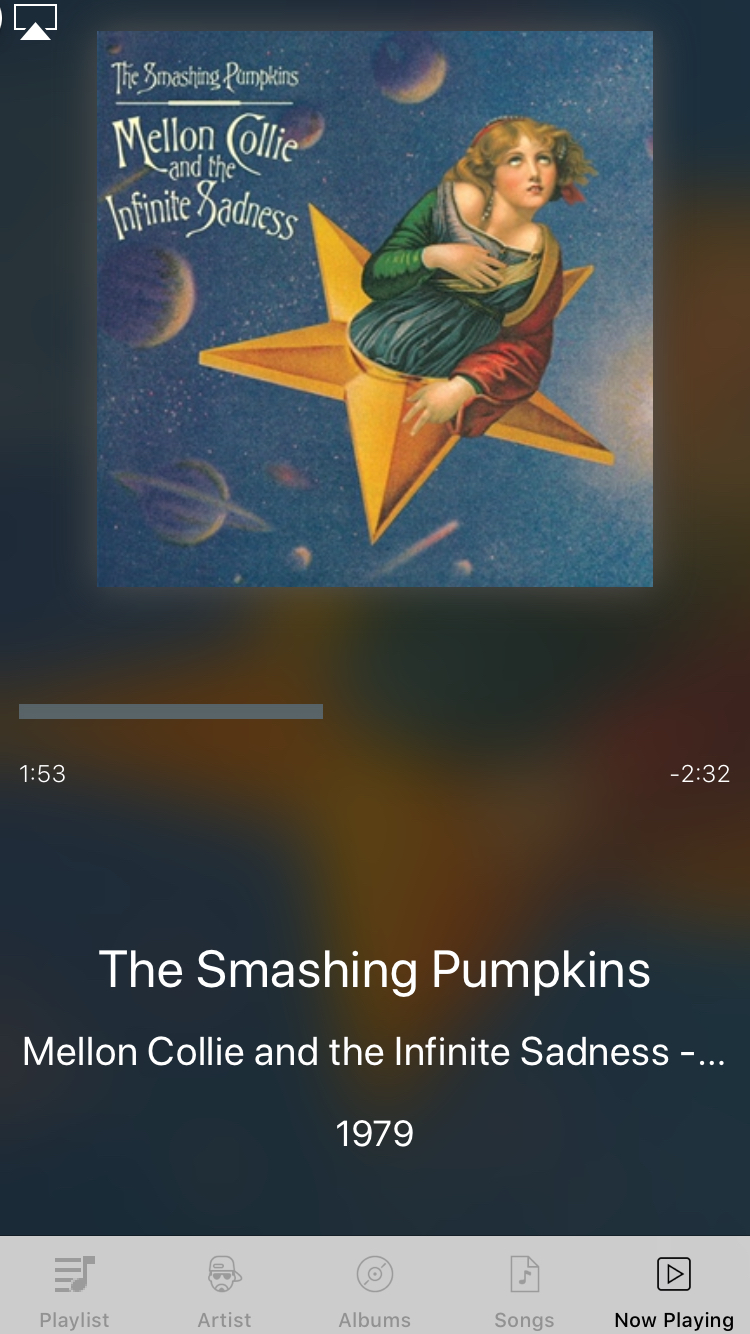 The Smashing Pumpkins
Mellon Collie
and the
Infinite Sadness
1:53 -2:32
The Smashing Pumpkins
Mellon Collie and the Infinite Sadness -...
1979
Playlist Artist Albums Songs Now Playing